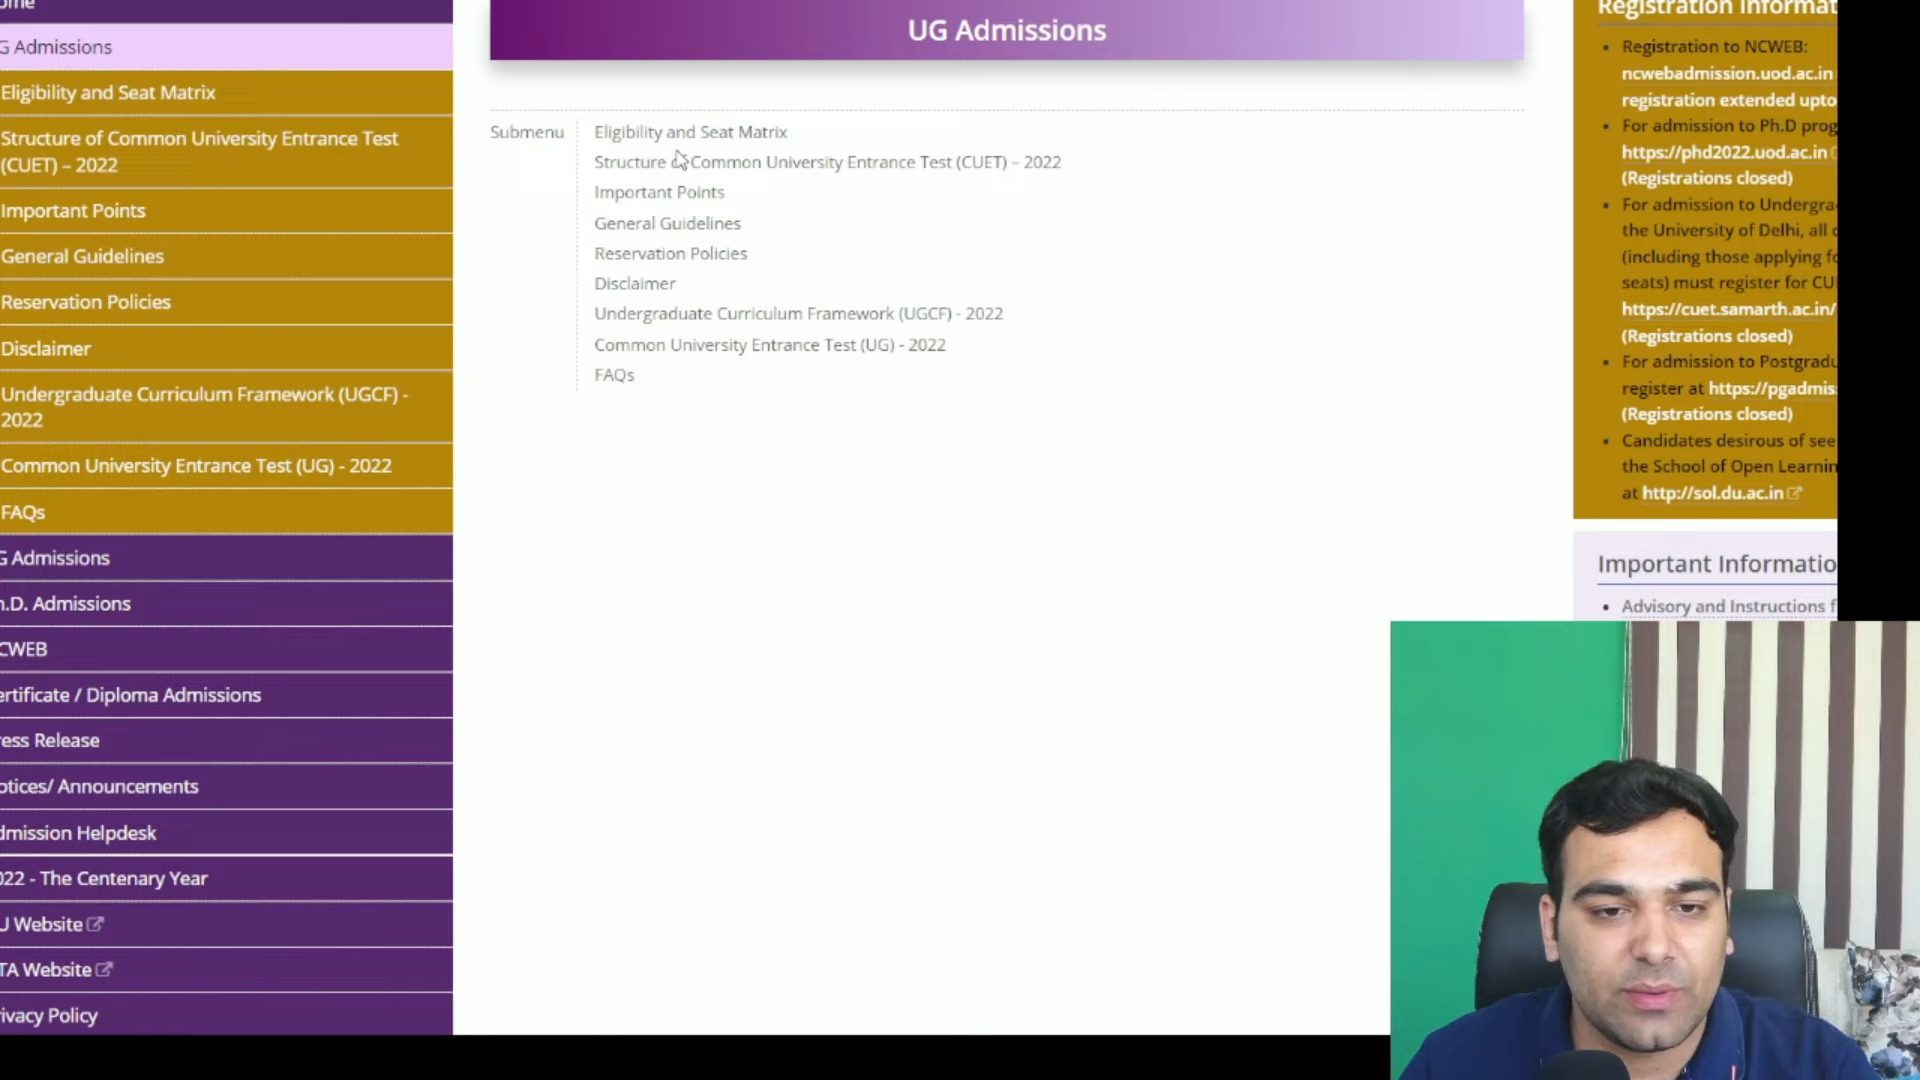 ome
G Admissions
Eligibility and Seat Matrix
Structure of Common University Entrance Test
(CUET) – 2022
Important Points
General Guidelines
Reservation Policies
Disclaimer
Undergraduate Curriculum Framework (UGCF) -
2022
Common University Entrance Test (UG) - 2022
FAQs
G Admissions
h.D. Admissions
CWEB
ertificate / Diploma Admissions
ress Release
otices/ Announcements
dmission Helpdesk
022 - The Centenary Year
U Website
TA Website
rivacy Policy
UG Admissions
Submenu
Eligibility and Seat Matrix
Structure of Common University Entrance Test (CUET) – 2022
Important Points
General Guidelines
Reservation Policies
Disclaimer
Undergraduate Curriculum Framework (UGCF) - 2022
Common University Entrance Test (UG) - 2022
FAQs
Registration Informat
Registration to NCWEB:
ncwebadmission.uod.ac.in
registration extended upto
For admission to Ph.D prog
https://phd2022.uod.ac.in
(Registrations closed)
For admission to Undergra
the University of Delhi, all c
(including those applying fo
seats) must register for CU
https://cuet.samarth.ac.in/
(Registrations closed)
For admission to Postgradu
register at https://pgadmis
(Registrations closed)
Candidates desirous of see
the School of Open Learnin
at http://sol.du.ac.in
Important Informatio
Advisory and Instructions f